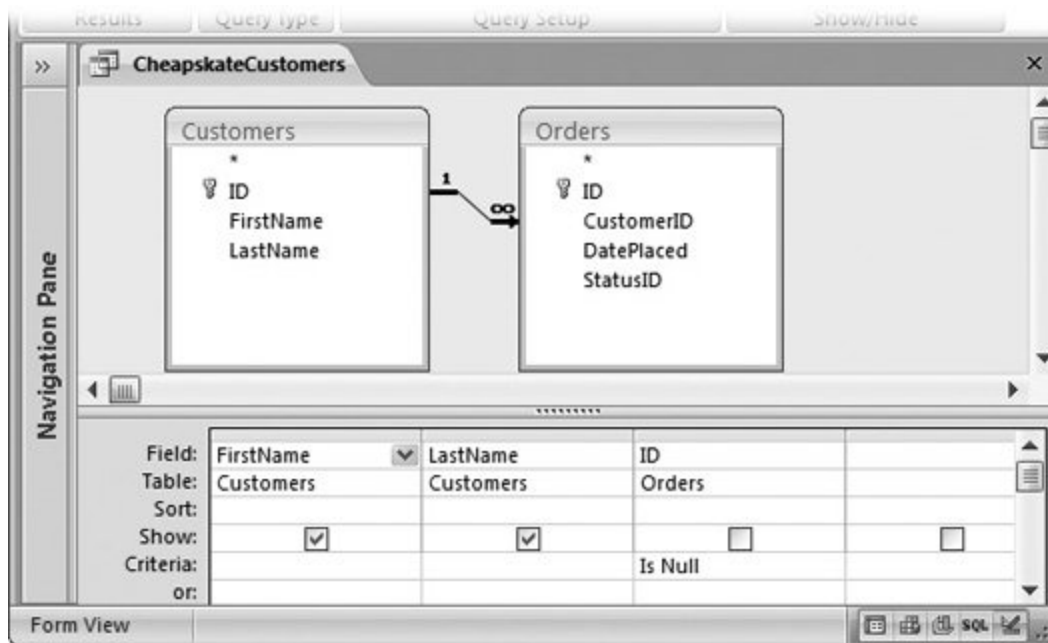 Results Query Type Query Setup Show/Hide
» CheapskateCustomers ×
Navigation Pane
Customers
*
ID
FirstName
LastName
1 ∞
Orders
*
ID
CustomerID
DatePlaced
StatusID
Field: FirstName LastName ID
Table: Customers Customers Orders
Sort:
Show:
Criteria: Is Null
or:
Form View SQL